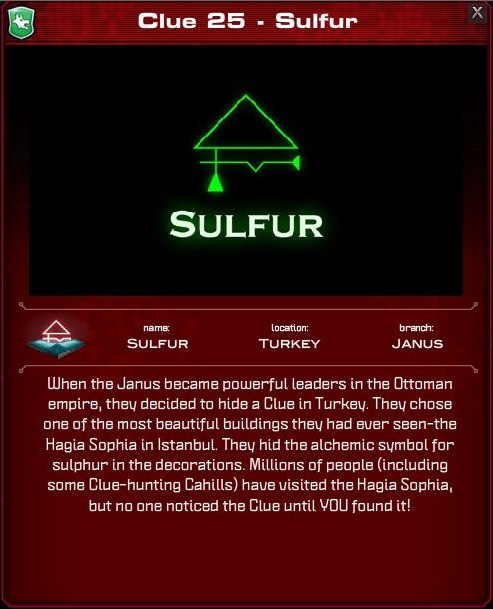 Clue 25 - Sulfur
X
SULFUR
name:
SULFUR
location:
TURKEY
branch:
JANUS
When the Janus became powerful leaders in the Ottoman
empire, they decided to hide a Clue in Turkey. They chose
one of the most beautiful buildings they had ever seen-the
Hagia Sophia in Istanbul. They hid the alchemic symbol for
sulphur in the decorations. Millions of people (including
some Clue-hunting Cahills) have visited the Hagia Sophia,
but no one noticed the Clue until YOU found it!